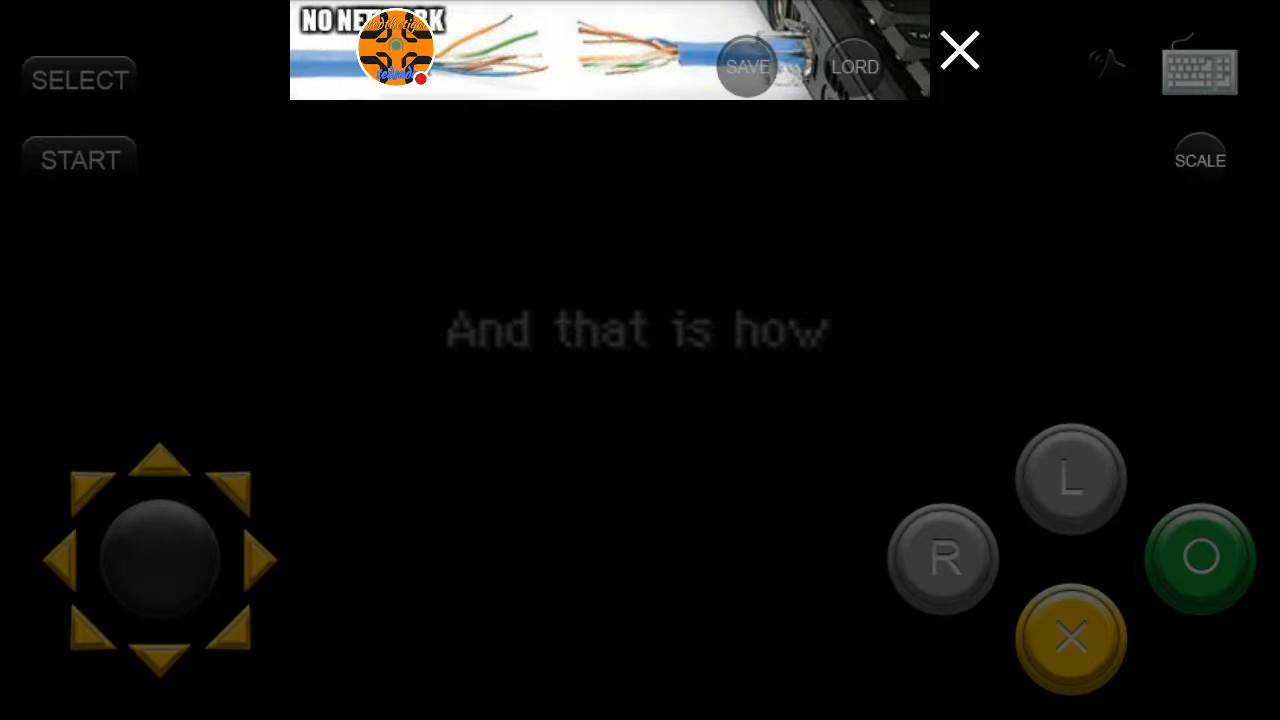 NO NETWORK
SAVE
LORD
SELECT
START
SCALE
And that is how
L
R
O
X